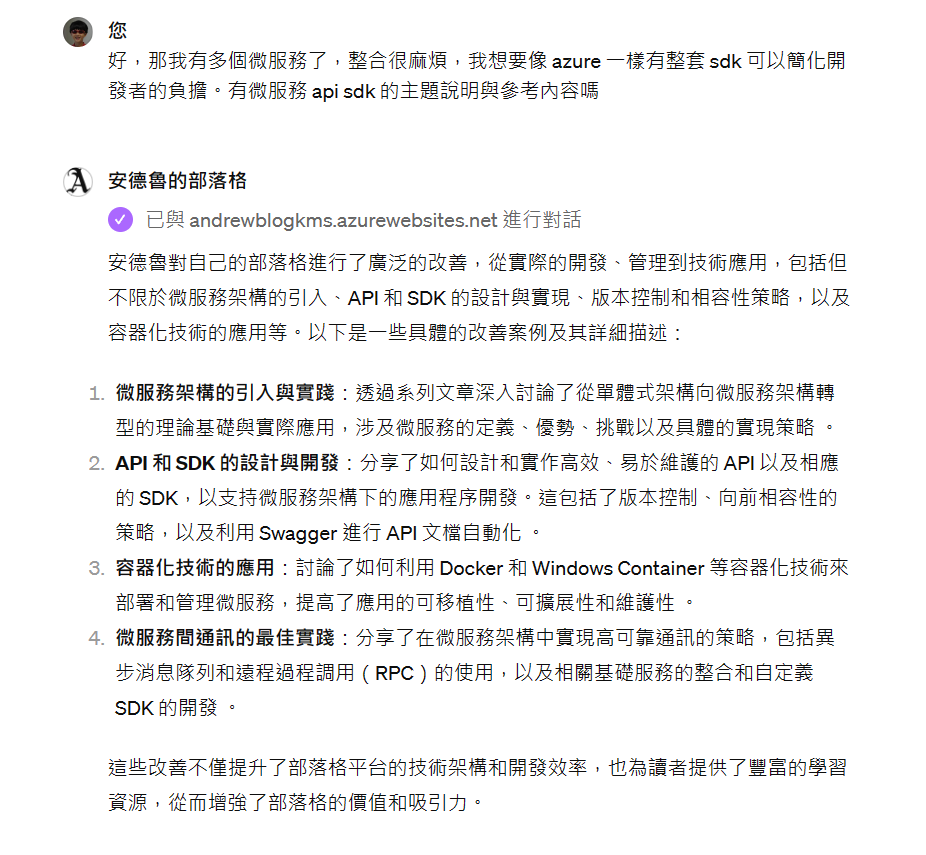 您
好，那我有多個微服務了，整合很麻煩，我想要像 azure 一樣有整套 sdk 可以簡化開
發者的負擔。有微服務 api sdk 的主題說明與參考內容嗎
A
安德魯的部落格
已與 andrewblogkms.azurewebsites.net 進行對話
安德魯對自己的部落格進行了廣泛的改善，從實際的開發、管理到技術應用，包括但
不限於微服務架構的引入、API 和 SDK 的設計與實現、版本控制和相容性策略，以及
容器化技術的應用等。以下是一些具體的改善案例及其詳細描述：
1. 微服務架構的引入與實踐：透過系列文章深入討論了從單體式架構向微服務架構轉
型的理論基礎與實際應用，涉及微服務的定義、優勢、挑戰以及具體的實現策略 。
2. API 和 SDK 的設計與開發：分享了如何設計和實作高效、易於維護的 API 以及相應
的 SDK，以支持微服務架構下的應用程序開發。這包括了版本控制、向前相容性的
策略，以及利用 Swagger 進行 API 文檔自動化 。
3. 容器化技術的應用：討論了如何利用 Docker 和 Windows Container 等容器化技術來
部署和管理微服務，提高了應用的可移植性、可擴展性和維護性 。
4. 微服務間通訊的最佳實踐：分享了在微服務架構中實現高可靠通訊的策略，包括異
步消息隊列和遠程過程調用（RPC）的使用，以及相關基礎服務的整合和自定義
SDK 的開發 。
這些改善不僅提升了部落格平台的技術架構和開發效率，也為讀者提供了豐富的學習
資源，從而增強了部落格的價值和吸引力。